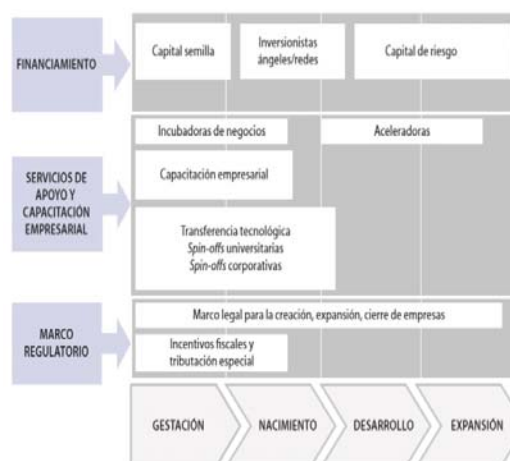 FINANCIAMIENTO
Capital semilla
Inversionistas
ángeles/redes
Capital de riesgo
SERVICIOS DE
APOYO Y
CAPACITACIÓN
EMPRESARIAL
Incubadoras de negocios
Aceleradoras
Capacitación empresarial
Transferencia tecnológica
Spin-offs universitarias
Spin-offs corporativas
MARCO
REGULATORIO
Marco legal para la creación, expansión, cierre de empresas
Incentivos fiscales y
tributación especial
GESTACIÓN
NACIMIENTO
DESARROLLO
EXPANSIÓN